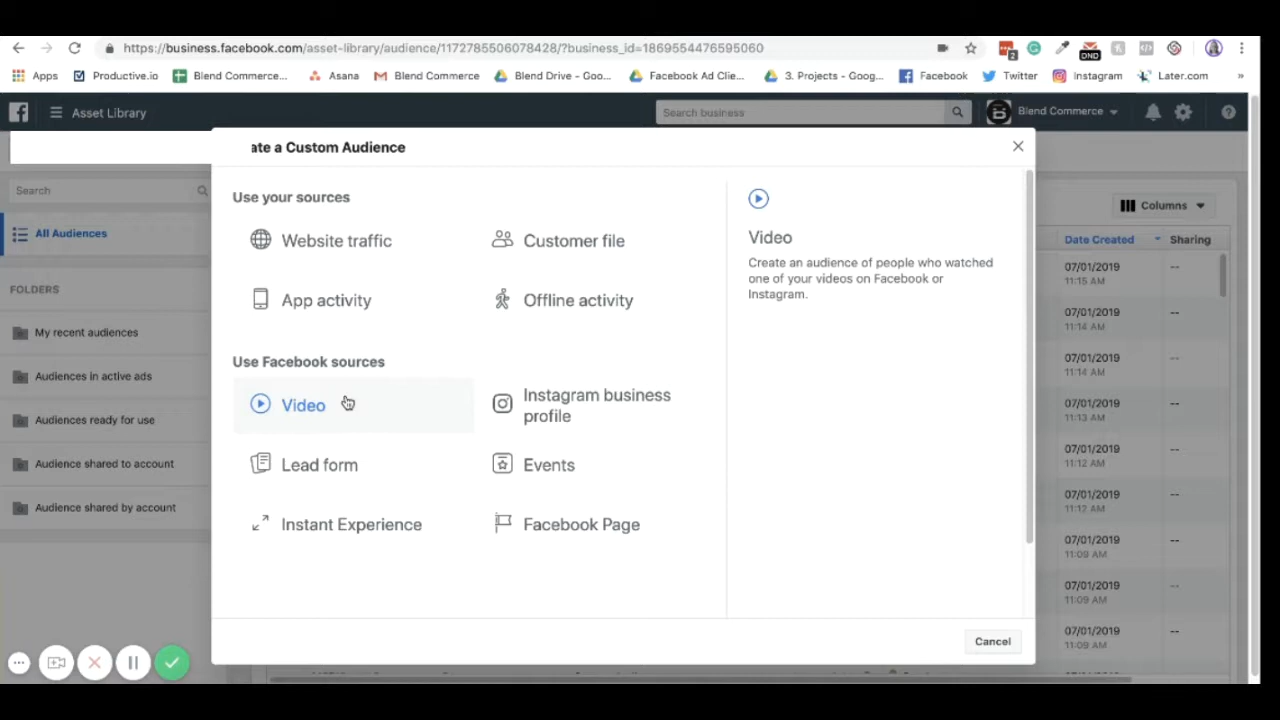 https://business.facebook.com/asset-library/audience/1172785506078428/?business_id=1869554476595060
2
DND
Apps
Productive.io
Blend Commerce...
Asana
Blend Commerce
Blend Drive - Goo...
Facebook Ad Clie...
3. Projects - Goog...
Facebook
Twitter
Instagram
Later.com
»
Asset Library
Search business
Blend Commerce
ate a Custom Audience
Search
All Audiences
FOLDERS
My recent audiences
Audiences in active ads
Audiences ready for use
Audience shared to account
Audience shared by account
Use your sources
Website traffic
Customer file
App activity
Offline activity
Use Facebook sources
Video
Instagram business
profile
Lead form
Events
Instant Experience
Facebook Page
Video
Create an audience of people who watched
one of your videos on Facebook or
Instagram.
Cancel
Columns
Date Created
Sharing
07/01/2019
--
11:15 AM
07/01/2019
--
11:14 AM
07/01/2019
--
11:14 AM
07/01/2019
--
11:13 AM
07/01/2019
--
11:12 AM
07/01/2019
--
11:12 AM
07/01/2019
--
11:09 AM
07/01/2019
--
11:09 AM
07/01/2019
--
11:09 AM